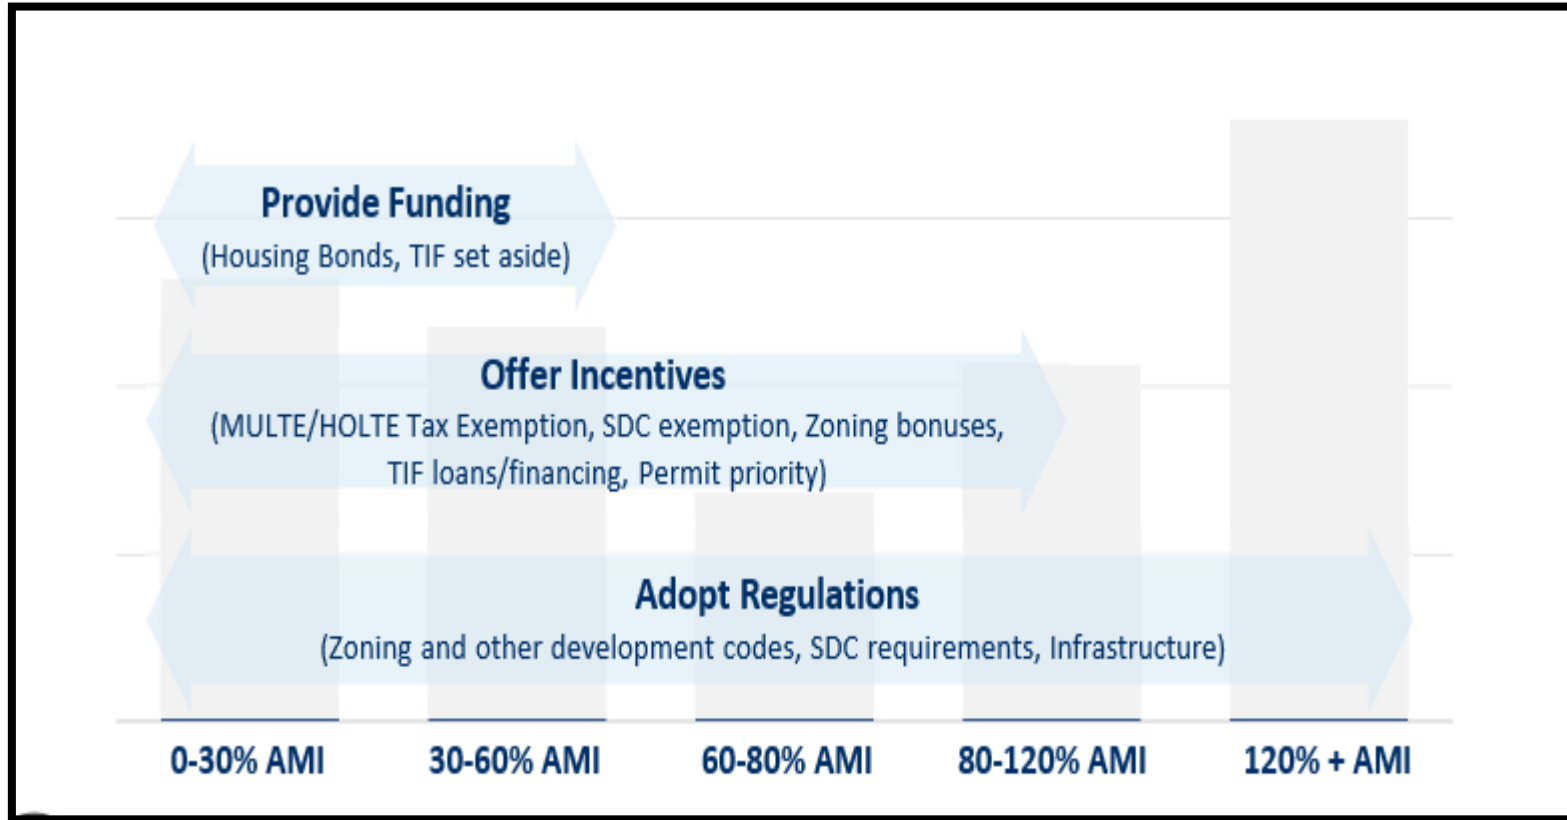 Provide Funding
(Housing Bonds, TIF set aside)
Offer Incentives
(MULTE/HOLTE Tax Exemption, SDC exemption, Zoning bonuses,
TIF loans/financing, Permit priority)
Adopt Regulations
(Zoning and other development codes, SDC requirements, Infrastructure)
0-30% AMI 30-60% AMI 60-80% AMI 80-120% AMI 120% + AMI